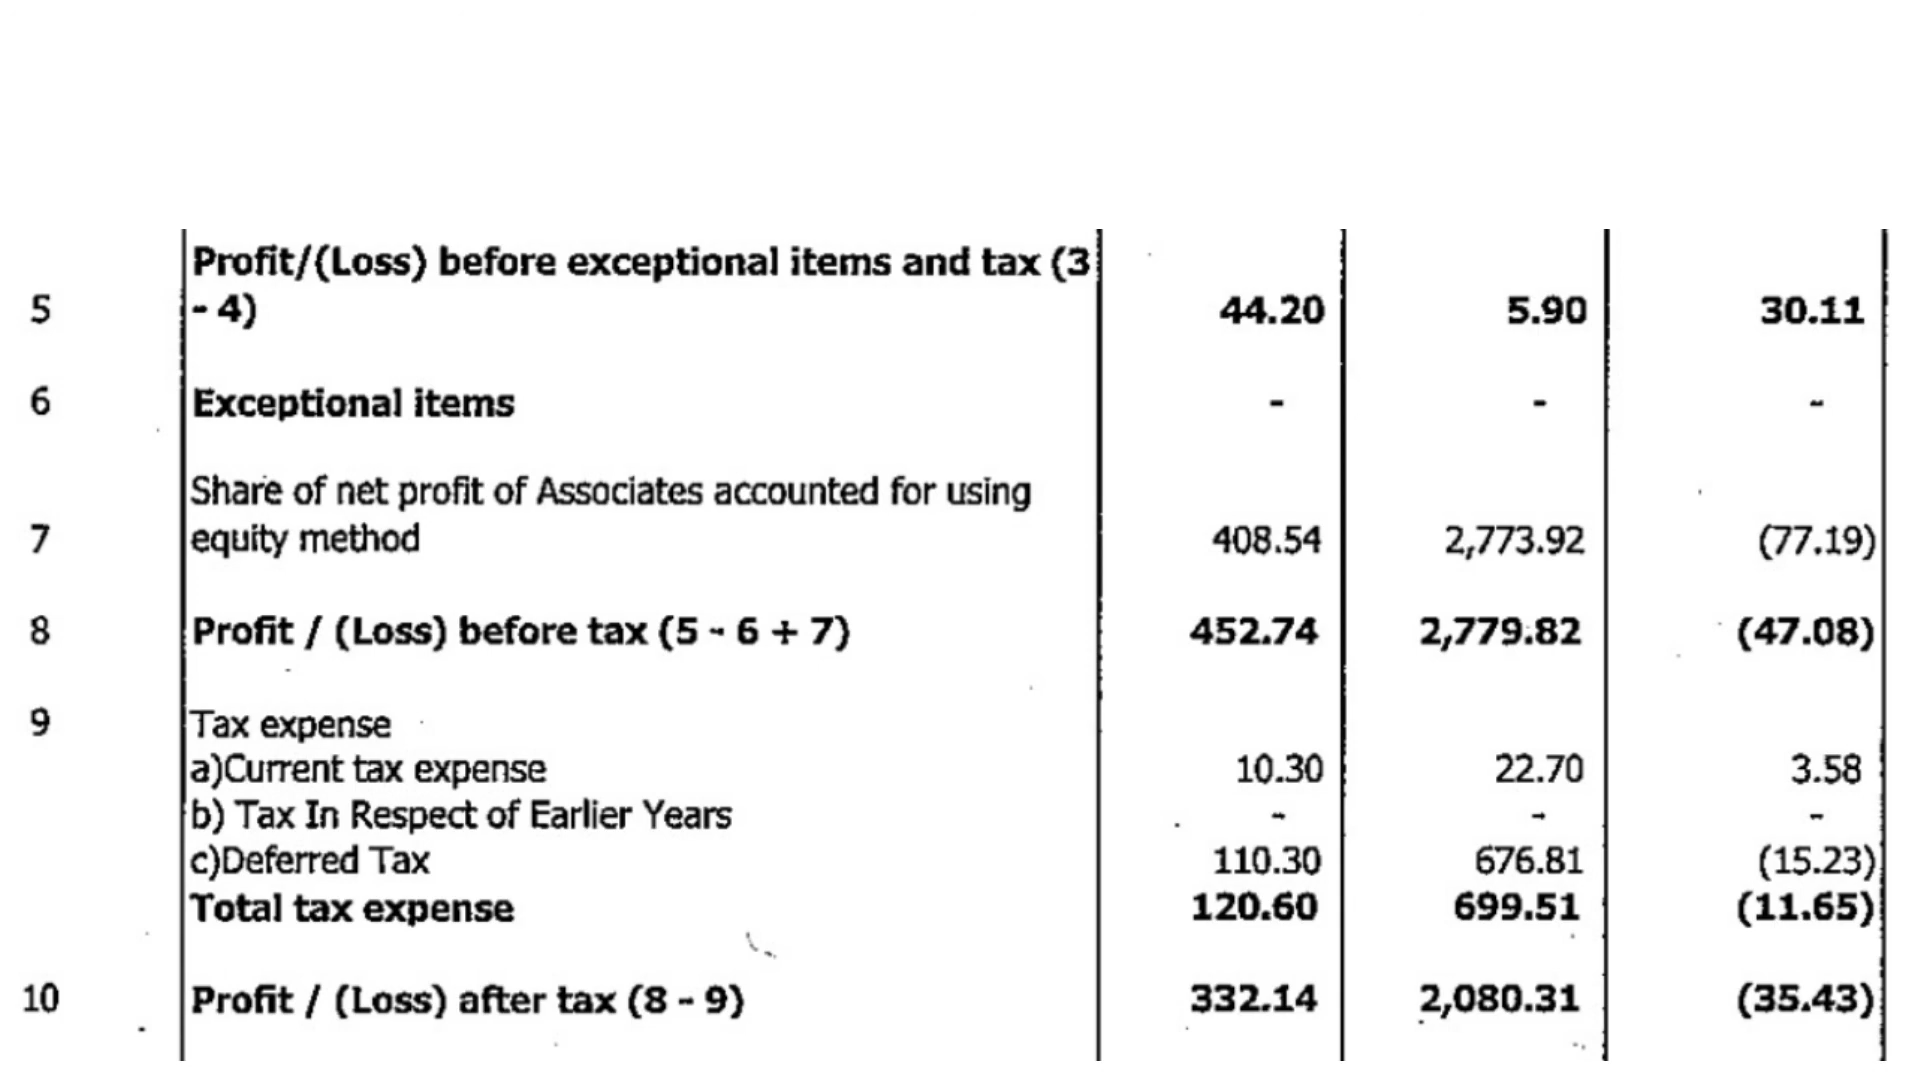 Profit/(Loss) before exceptional items and tax (3
5 - 4) 44.20 5.90 30.11
6 Exceptional items - - -
Share of net profit of Associates accounted for using
7 equity method 408.54 2,773.92 (77.19)
8 Profit / (Loss) before tax (5 - 6 + 7) 452.74 2,779.82 (47.08)
9 Tax expense
a)Current tax expense 10.30 22.70 3.58
b) Tax In Respect of Earlier Years - - -
c)Deferred Tax 110.30 676.81 (15.23)
Total tax expense 120.60 699.51 (11.65)
10 Profit / (Loss) after tax (8 - 9) 332.14 2,080.31 (35.43)